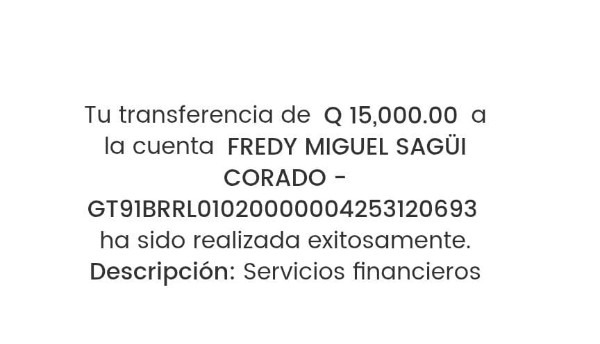 Tu transferencia de Q 15,000.00 a
la cuenta FREDY MIGUEL SAGÜI
CORADO -
GT91BRRL01020000004253120693
ha sido realizada exitosamente.
Descripción: Servicios financieros